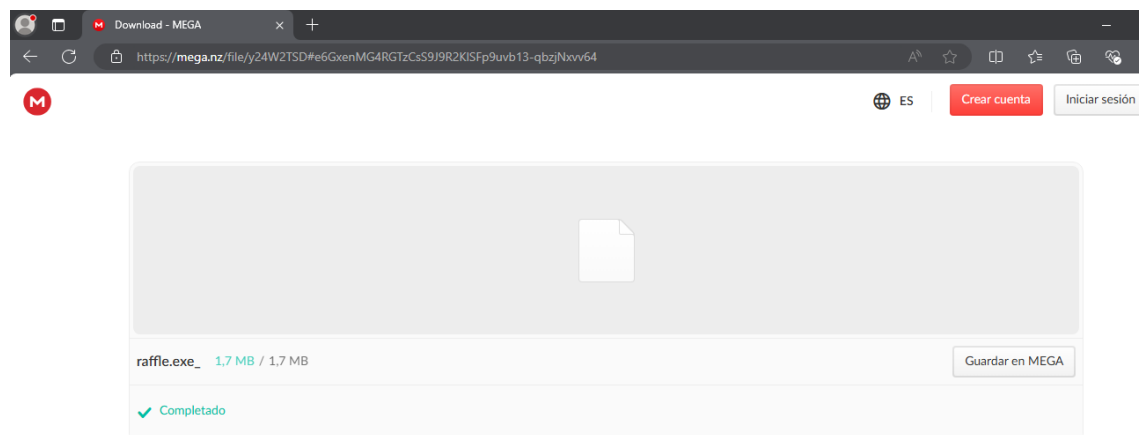 Download - MEGA
https://mega.nz/file/y24W2TSD#e6GxenMG4RGTzCsS9J9R2KlSFp9uvb13-qbzjNxvv64
M
ES
Crear cuenta
Iniciar sesión
raffle.exe_ 1,7 MB / 1,7 MB
Guardar en MEGA
Completado